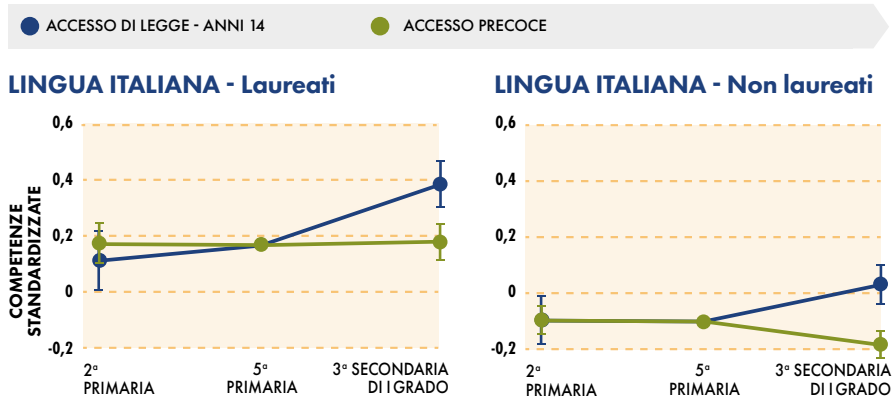 ACCESSO DI LEGGE - ANNI 14
ACCESSO PRECOCE
LINGUA ITALIANA - Laureati
COMPETENZE
STANDARDIZZATE
0,6
0,4
0,2
0
-0,2
2ª
PRIMARIA
5ª
PRIMARIA
3ª SECONDARIA
DI I GRADO
LINGUA ITALIANA - Non laureati
0,6
0,4
0,2
0
-0,2
2ª
PRIMARIA
5ª
PRIMARIA
3ª SECONDARIA
DI I GRADO